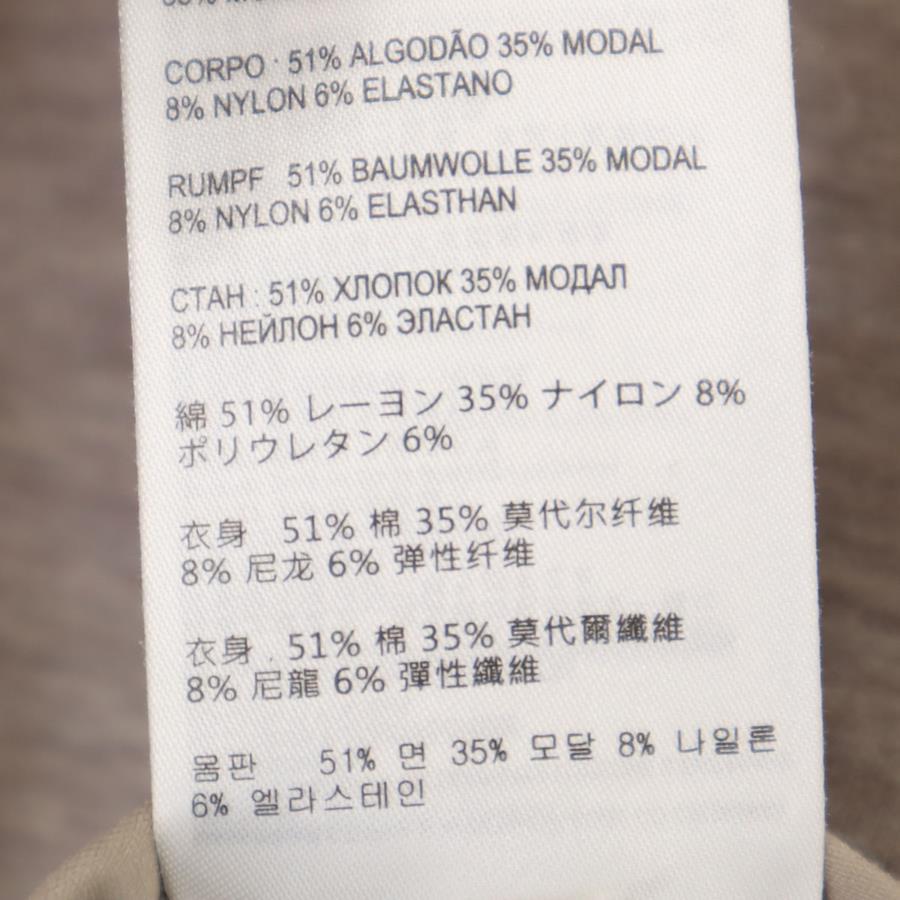 CORPO : 51% ALGODÃO 35% MODAL
8% NYLON 6% ELASTANO
RUMPF 51% BAUMWOLLE 35% MODAL
8% NYLON 6% ELASTHAN
СТАН : 51% ХЛОПОК 35% МОДАЛ
8% НЕЙЛОН 6% ЭЛАСТАН
綿 51% レーヨン 35% ナイロン 8%
ポリウレタン 6%
衣身 51% 棉 35% 莫代尔纤维
8% 尼龙 6% 弹性纤维
衣身 . 51% 棉 35% 莫代爾纖維
8% 尼龍 6% 彈性纖維
몸판 51% 면 35% 모달 8% 나일론
6% 엘라스테인